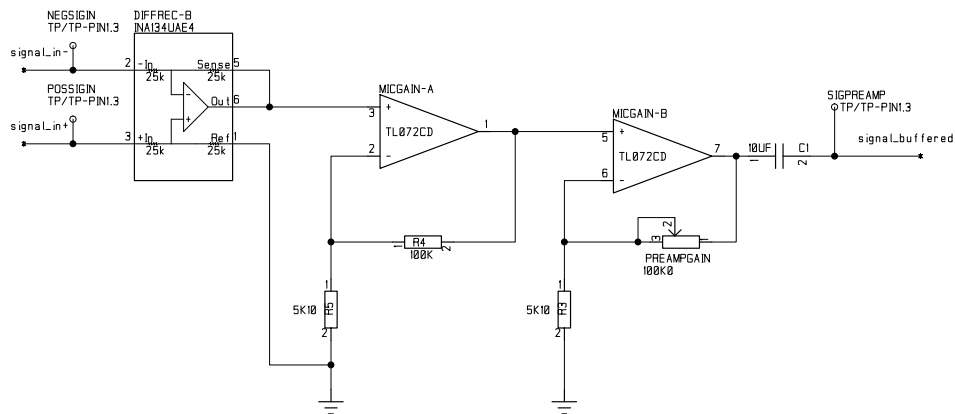 NEGSIGIN
TP/TP-PIN1.3
signal_in-
DIFFREC-B
INA134UAE4
2 -In Sense 5
25k 25k
POSSIGIN
TP/TP-PIN1.3
signal_in+
Out 6
3 +In Ref 1
25k 25k
- +
MICGAIN-A
3 +
TL072CD
1
2 -
1 R4 2
100K
5K10 R5
1
2
MICGAIN-B
5 +
TL072CD
7
6 -
10UF C1
1 2
SIGPREAMP
TP/TP-PIN1.3
signal_buffered
3 2 1
PREAMPGAIN
100K0
5K10 R3
1
2